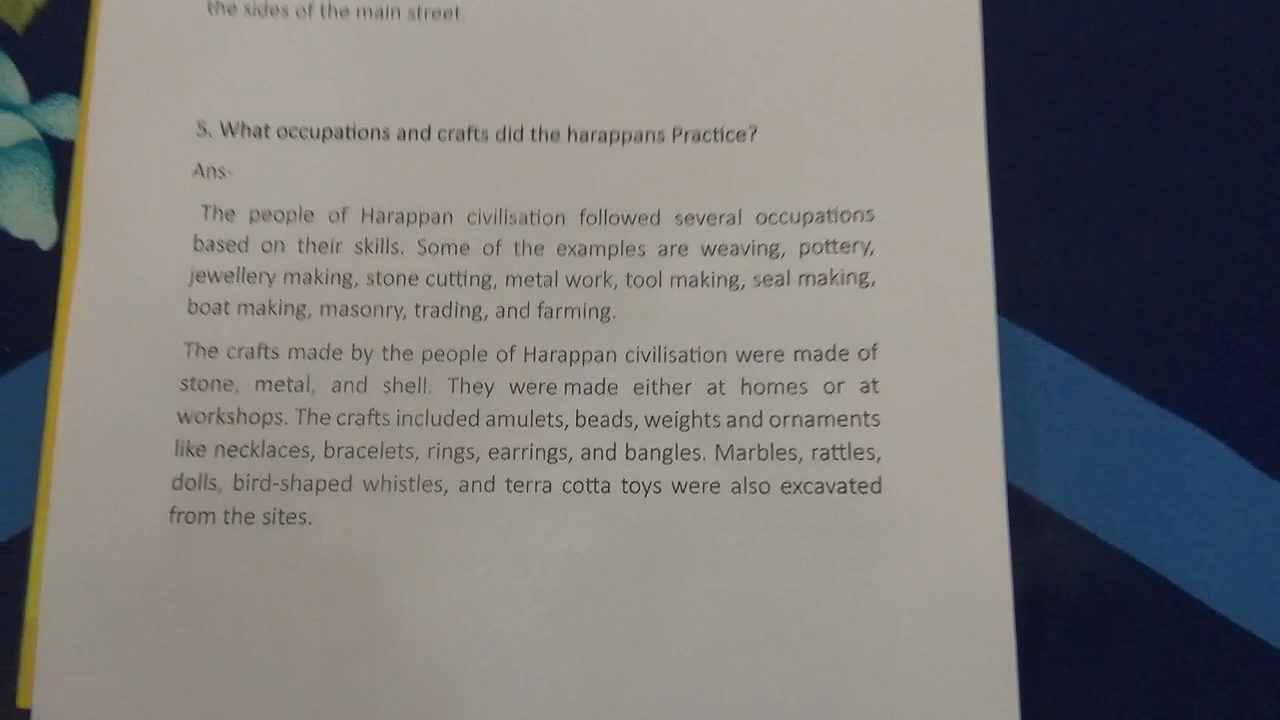 the sides of the main street.
5. What occupations and crafts did the harappans Practice?
Ans-
The people of Harappan civilisation followed several occupations
based on their skills. Some of the examples are weaving, pottery,
jewellery making, stone cutting, metal work, tool making, seal making,
boat making, masonry, trading, and farming.
The crafts made by the people of Harappan civilisation were made of
stone, metal, and shell. They were made either at homes or at
workshops. The crafts included amulets, beads, weights and ornaments
like necklaces, bracelets, rings, earrings, and bangles. Marbles, rattles,
dolls, bird-shaped whistles, and terra cotta toys were also excavated
from the sites.